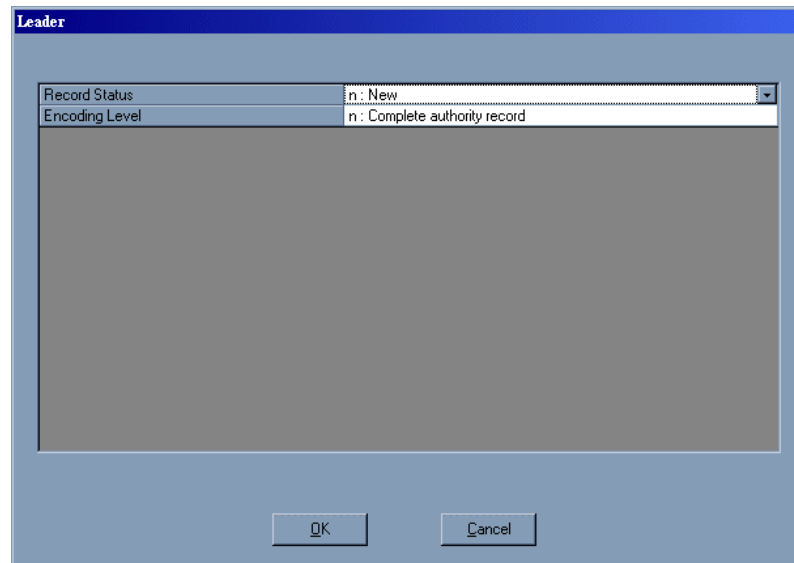 Leader
Record Status n : New
Encoding Level n : Complete authority record
OK Cancel